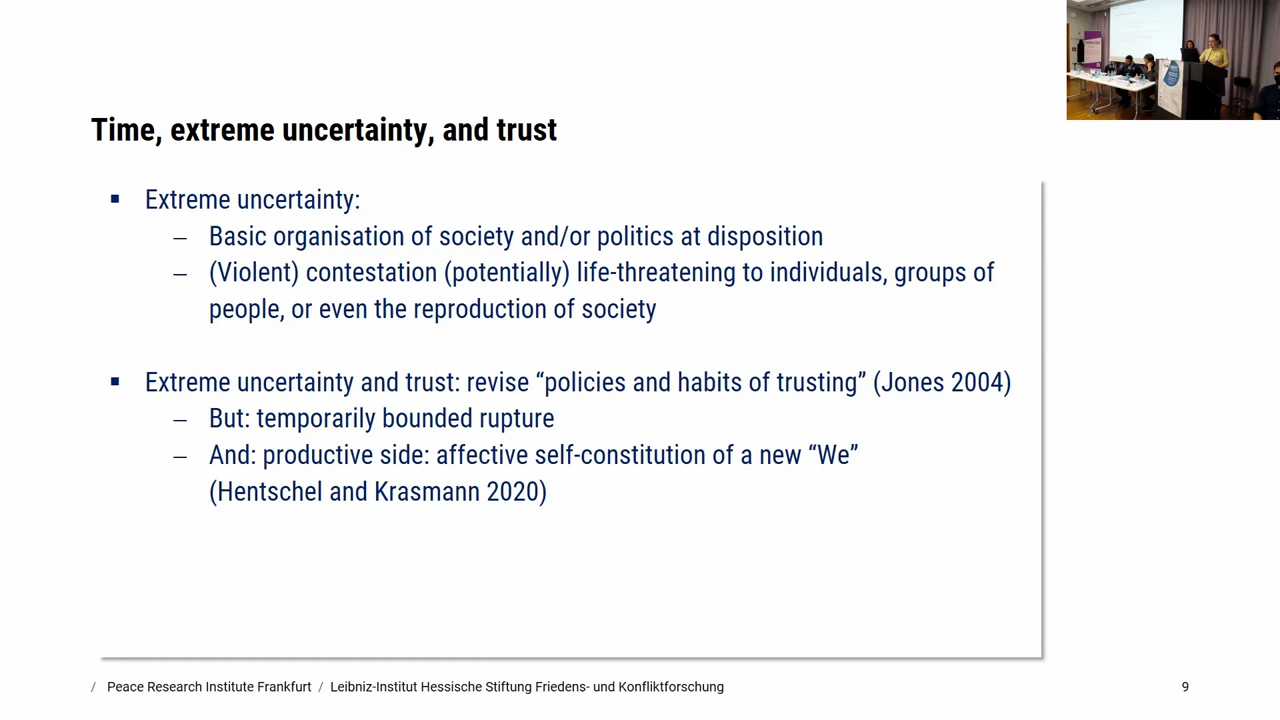 Time, extreme uncertainty, and trust
▪ Extreme uncertainty:
– Basic organisation of society and/or politics at disposition
– (Violent) contestation (potentially) life-threatening to individuals, groups of
people, or even the reproduction of society
▪ Extreme uncertainty and trust: revise “policies and habits of trusting” (Jones 2004)
– But: temporarily bounded rupture
– And: productive side: affective self-constitution of a new “We”
(Hentschel and Krasmann 2020)
/ Peace Research Institute Frankfurt / Leibniz-Institut Hessische Stiftung Friedens- und Konfliktforschung
9